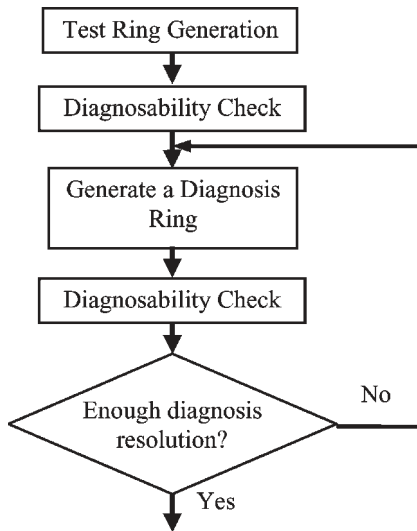 Test Ring Generation
Diagnosability Check
Generate a Diagnosis
Ring
Diagnosability Check
Enough diagnosis
resolution?
No
Yes